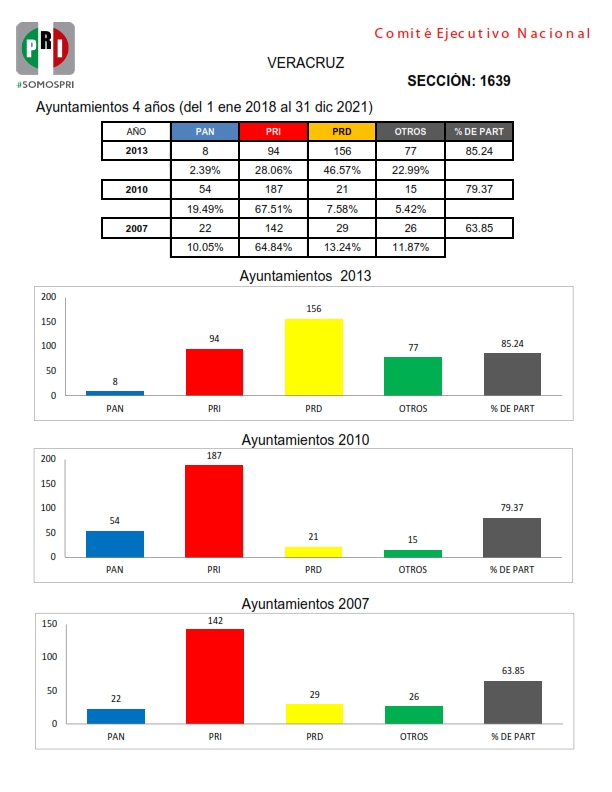 Comité Ejecutivo Nacional
PRI
#SOMOSPRI
VERACRUZ
SECCIÓN: 1639
Ayuntamientos 4 años (del 1 ene 2018 al 31 dic 2021)
AÑO PAN PRI PRD OTROS % DE PART
2013 8 94 156 77 85.24
2.39% 28.06% 46.57% 22.99%
2010 54 187 21 15 79.37
19.49% 67.51% 7.58% 5.42%
2007 22 142 29 26 63.85
10.05% 64.84% 13.24% 11.87%
Ayuntamientos 2013
200
150
100
50
0
8 94 156 77 85.24
PAN PRI PRD OTROS % DE PART
Ayuntamientos 2010
200
150
100
50
0
54 187 21 15 79.37
PAN PRI PRD OTROS % DE PART
Ayuntamientos 2007
150
100
50
0
22 142 29 26 63.85
PAN PRI PRD OTROS % DE PART